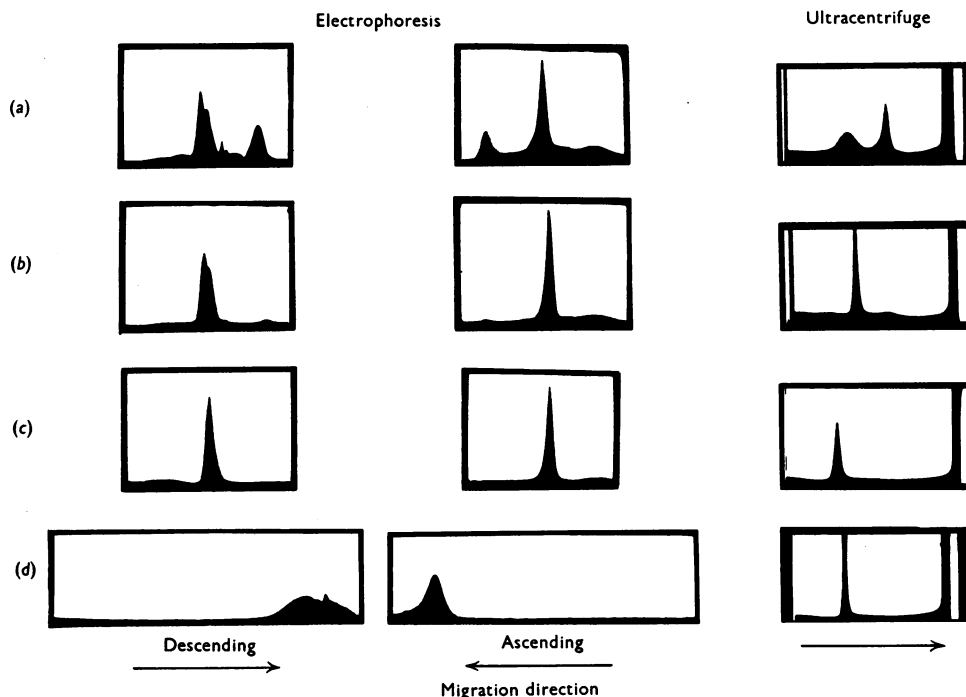 Electrophoresis
Ultracentrifuge
(a)
(b)
(c)
(d)
Descending
Ascending
Migration direction